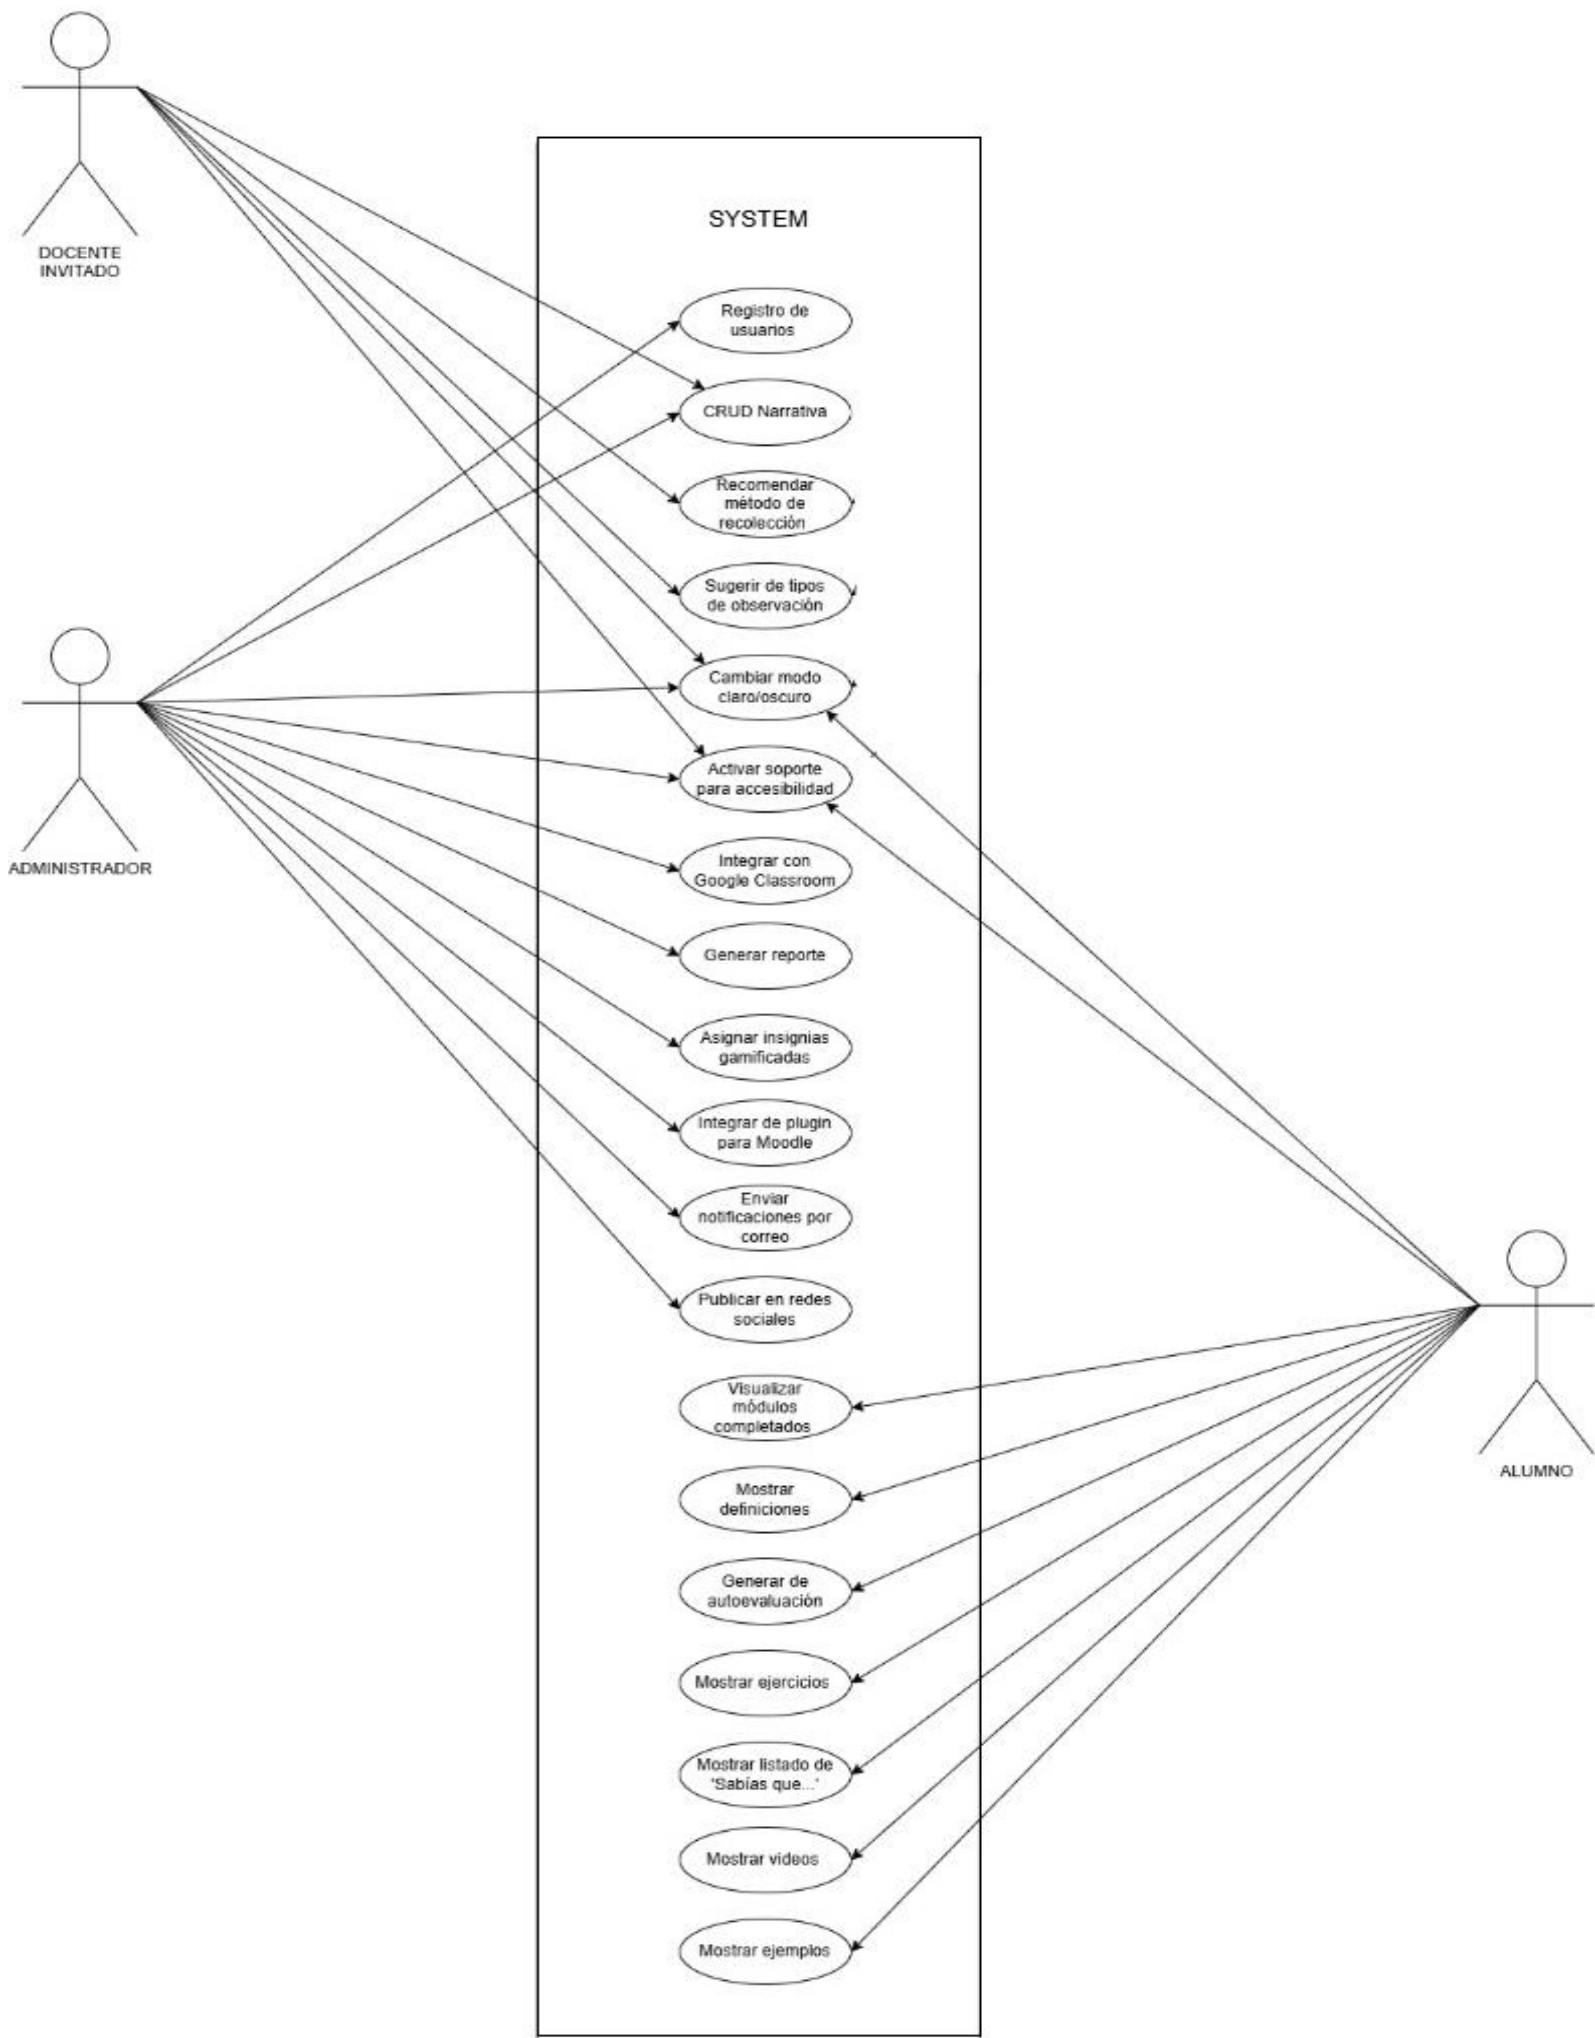 DOCENTE
INVITADO
SYSTEM
Registro de
usuarios
CRUD Narrativa
Recomendar
método de
recolección
Sugerir de tipos
de observación
Cambiar modo
claro/oscuro
Activar soporte
para accesibilidad
ADMINISTRADOR
Integrar con
Google Classroom
Generar reporte
Asignar insignias
gamificadas
Integrar de plugin
para Moodle
Enviar
notificaciones por
correo
Publicar en redes
sociales
Visualizar
módulos
completados
ALUMNO
Mostrar
definiciones
Generar de
autoevaluación
Mostrar ejercicios
Mostrar listado de
'Sabías que...'
Mostrar videos
Mostrar ejemplos